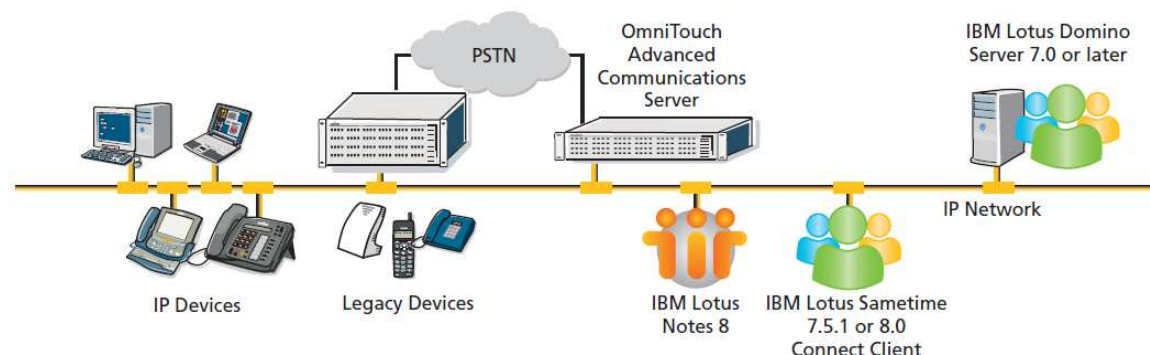 PSTN
OmniTouch
Advanced
Communications
Server
IBM Lotus Domino
Server 7.0 or later
IP Network
IP Devices
Legacy Devices
IBM Lotus
Notes 8
IBM Lotus Sametime
7.5.1 or 8.0
Connect Client